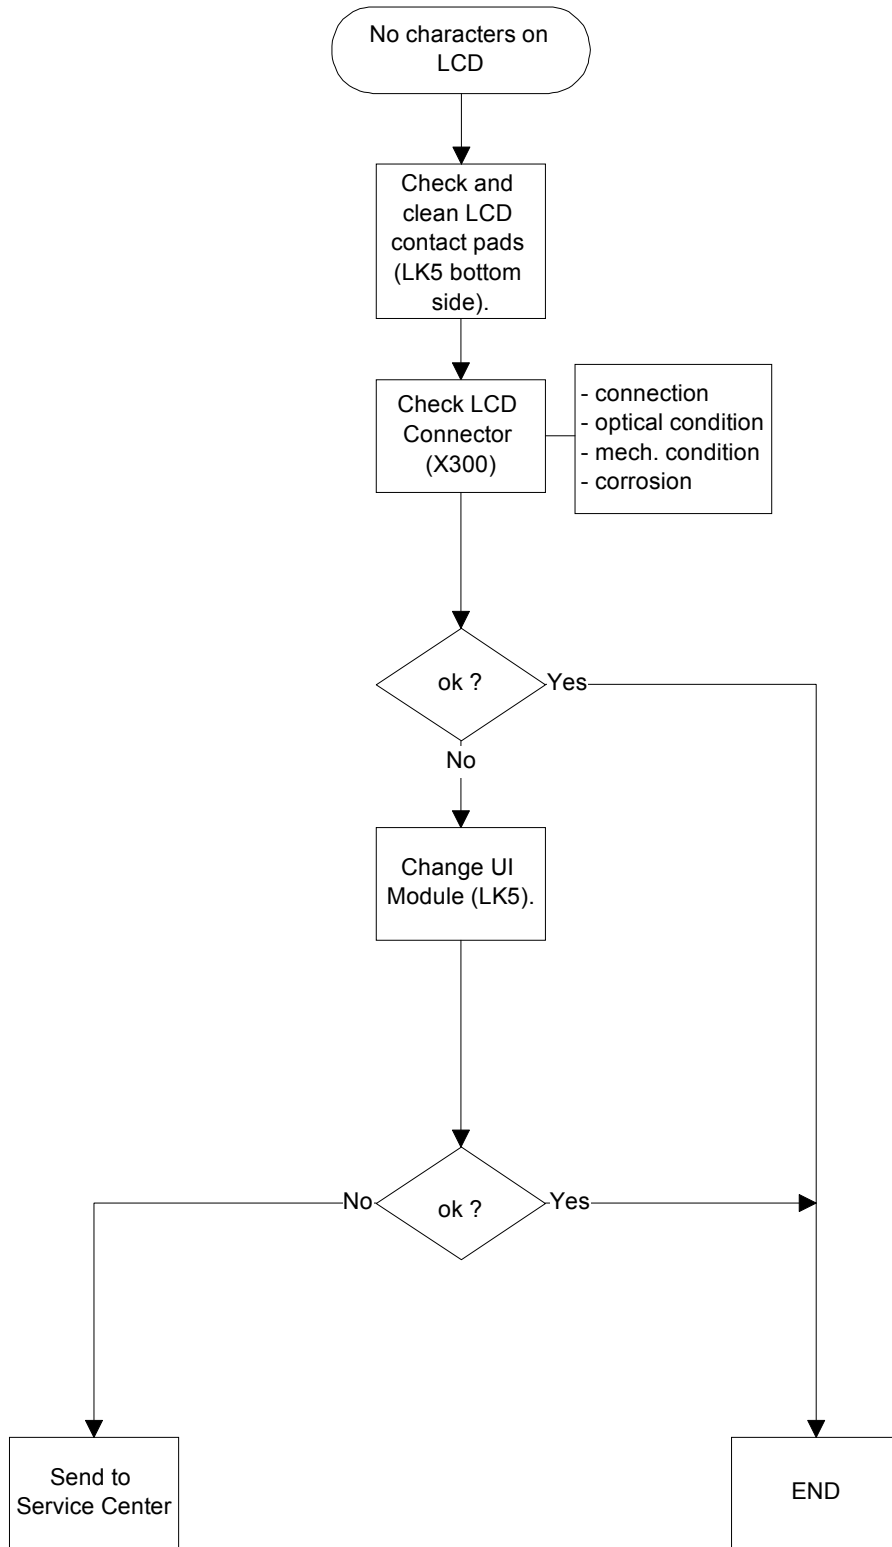 No characters on
LCD
Check and
clean LCD
contact pads
(LK5 bottom
side).
Check LCD
Connector
(X300)
- connection
- optical condition
- mech. condition
- corrosion
ok ?
Yes
No
Change UI
Module (LK5).
No
ok ?
Yes
Send to
Service Center
END